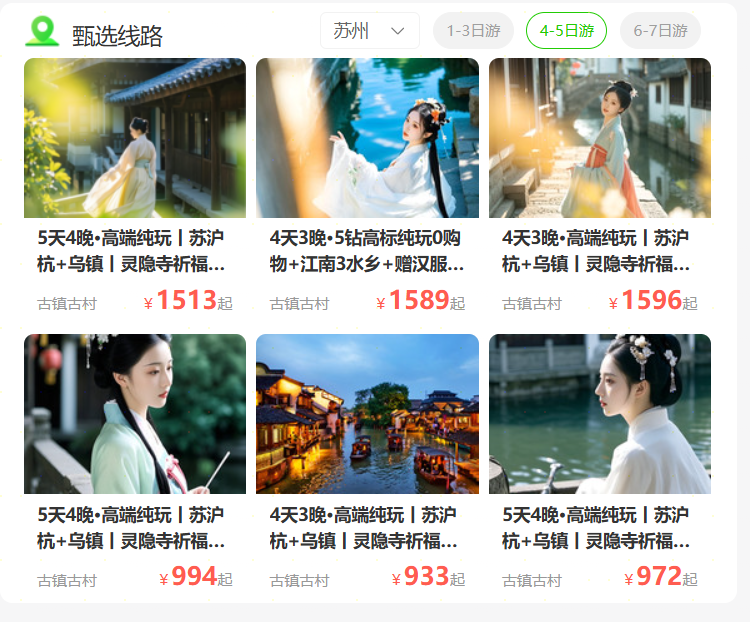 甄选线路
苏州
1-3日游
4-5日游
6-7日游
5天4晚•高端纯玩丨苏沪
杭+乌镇丨灵隐寺祈福...
古镇古村
￥1513起
4天3晚•5钻高标纯玩0购
物+江南3水乡+赠汉服...
古镇古村
￥1589起
4天3晚•高端纯玩丨苏沪
杭+乌镇丨灵隐寺祈福...
古镇古村
￥1596起
5天4晚•高端纯玩丨苏沪
杭+乌镇丨灵隐寺祈福...
古镇古村
￥994起
4天3晚•高端纯玩丨苏沪
杭+乌镇丨灵隐寺祈福...
古镇古村
￥933起
5天4晚•高端纯玩丨苏沪
杭+乌镇丨灵隐寺祈福...
古镇古村
￥972起